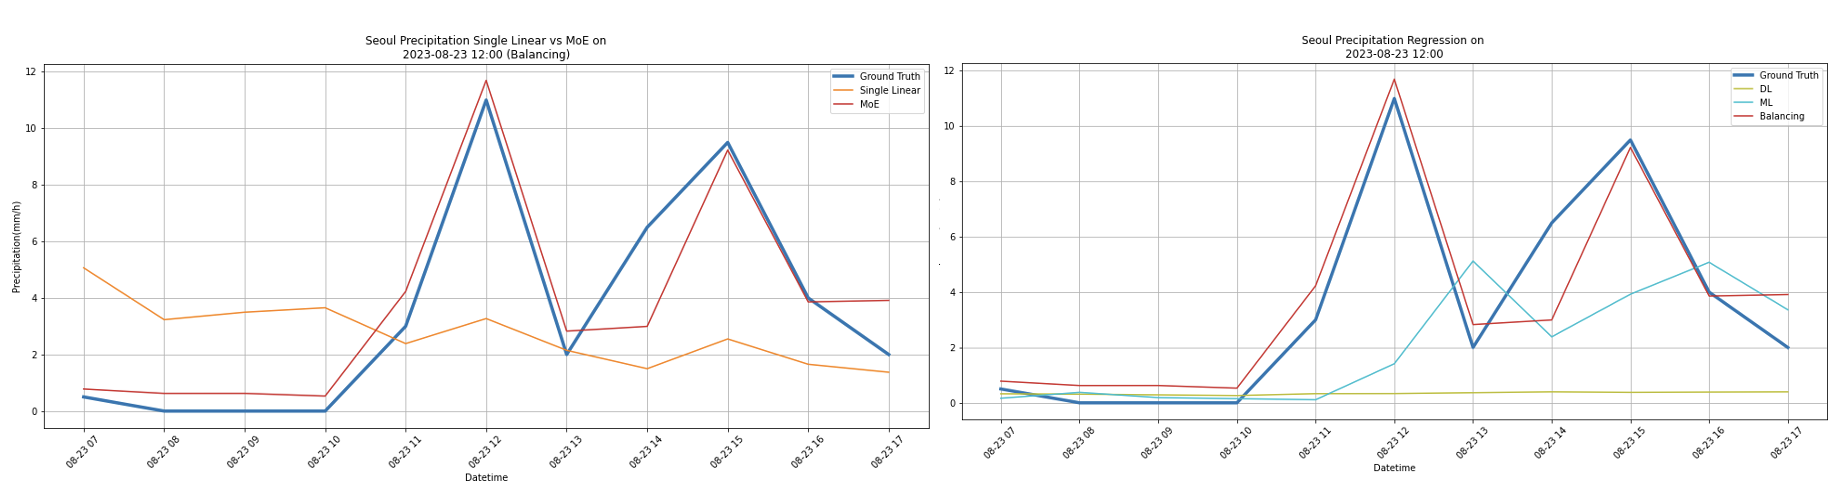 Seoul Precipitation Single Linear vs MoE on
2023-08-23 12:00 (Balancing)
Ground Truth
Single Linear
MoE
12
10
8
6
4
2
0
Precipitation(mm/h)
08-23 07
08-23 08
08-23 09
08-23 10
08-23 11
08-23 12
08-23 13
08-23 14
08-23 15
08-23 16
08-23 17
Datetime
Seoul Precipitation Regression on
2023-08-23 12:00
Ground Truth
DL
ML
Balancing
12
10
8
6
4
2
0
08-23 07
08-23 08
08-23 09
08-23 10
08-23 11
08-23 12
08-23 13
08-23 14
08-23 15
08-23 16
08-23 17
Datetime